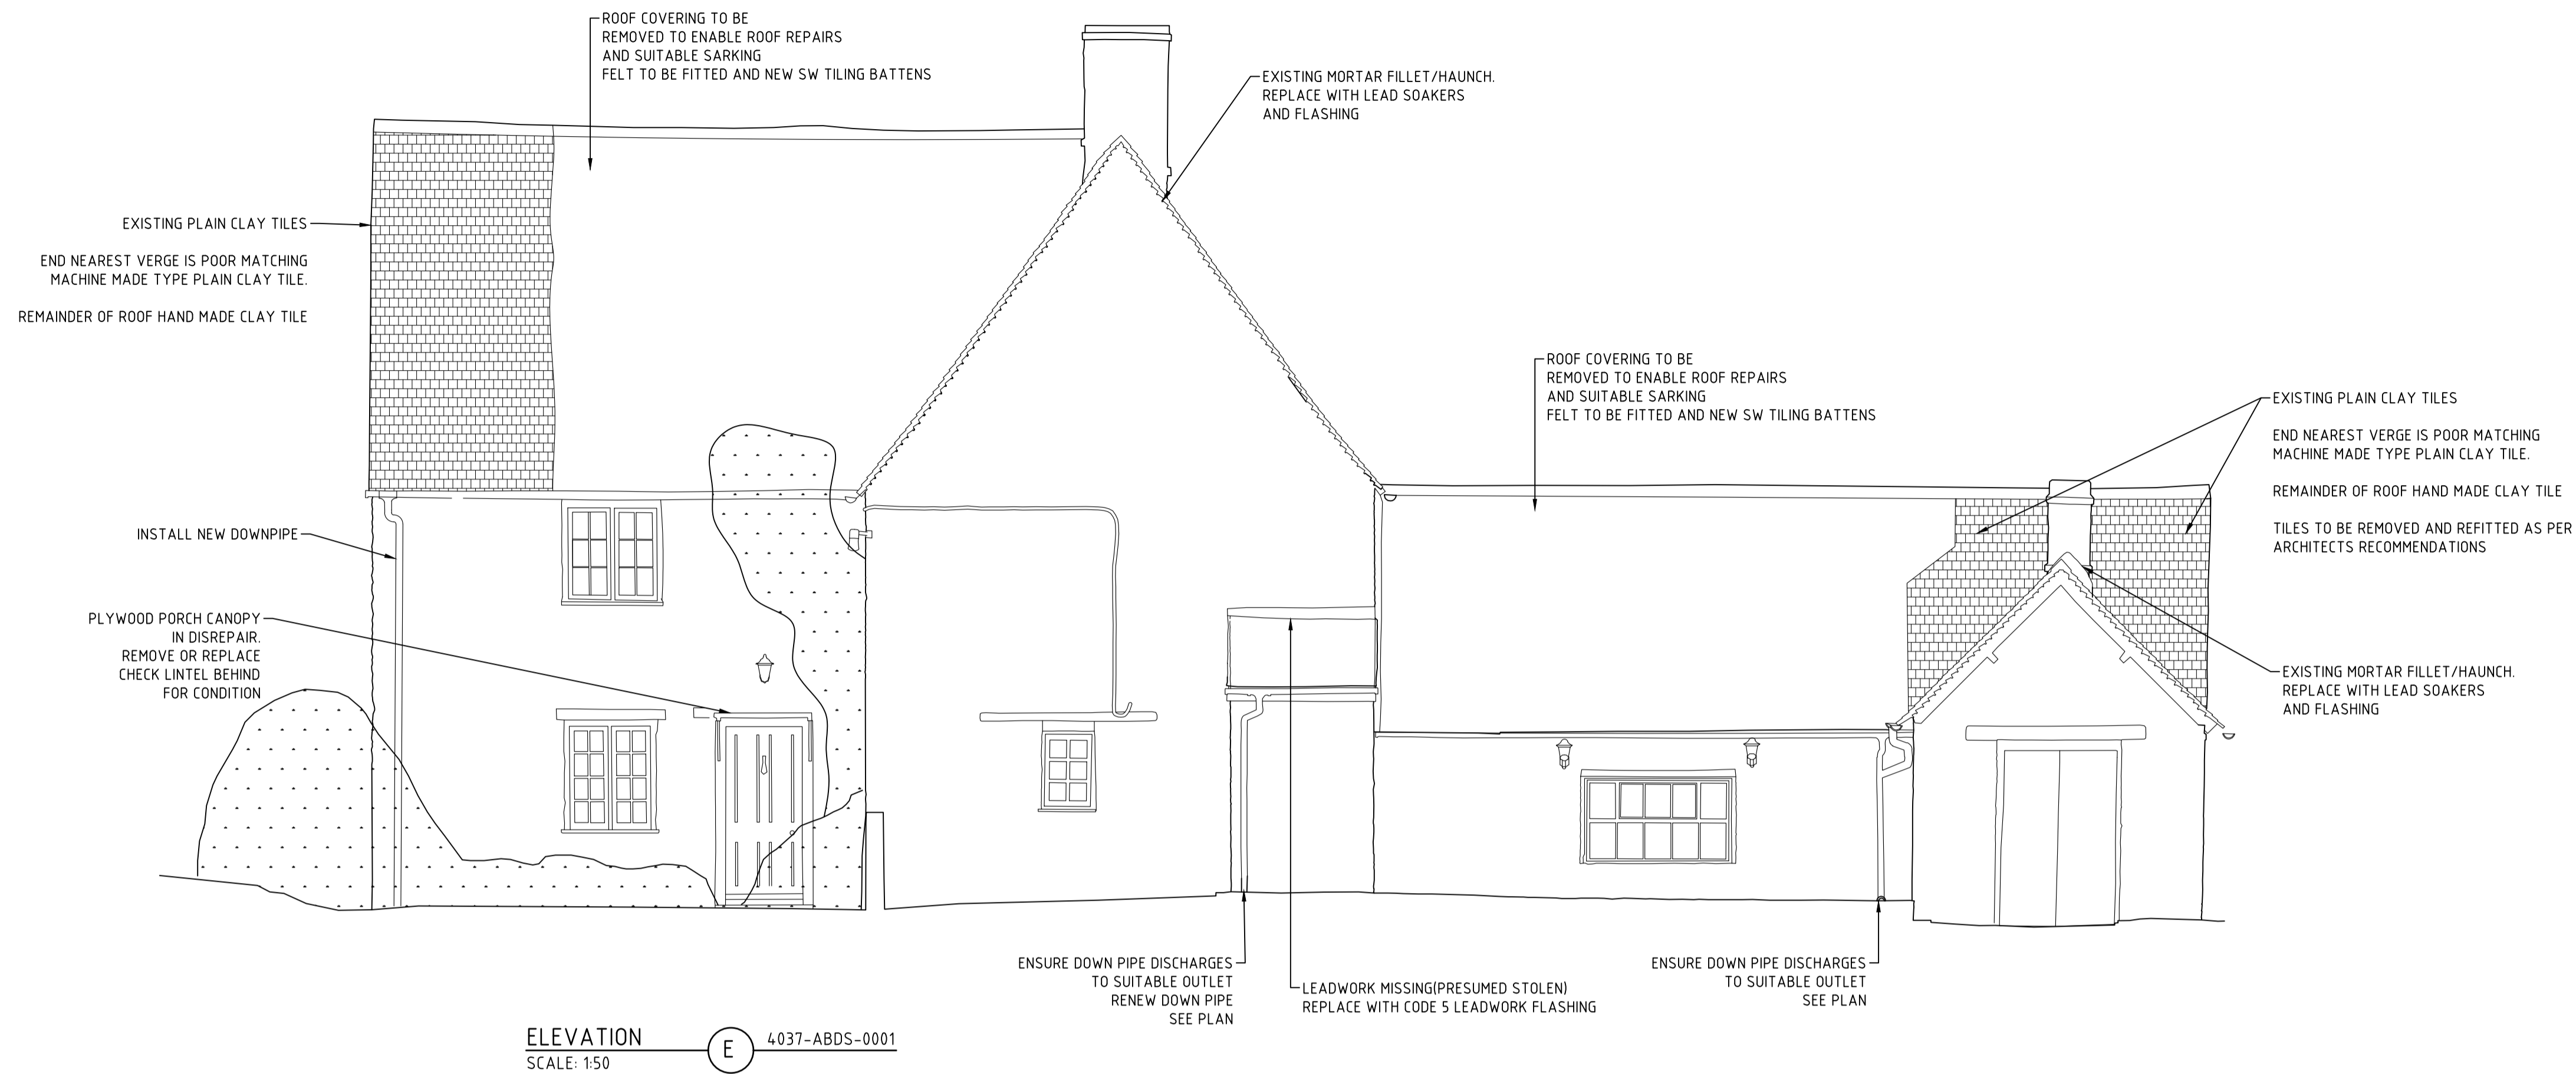 ROOF COVERING TO BE
REMOVED TO ENABLE ROOF REPAIRS
AND SUITABLE SARKING
FELT TO BE FITTED AND NEW SW TILING BATTENS
EXISTING MORTAR FILLET/HAUNCH.
REPLACE WITH LEAD SOAKERS
AND FLASHING
EXISTING PLAIN CLAY TILES
END NEAREST VERGE IS POOR MATCHING
MACHINE MADE TYPE PLAIN CLAY TILE.
REMAINDER OF ROOF HAND MADE CLAY TILE
ROOF COVERING TO BE
REMOVED TO ENABLE ROOF REPAIRS
AND SUITABLE SARKING
FELT TO BE FITTED AND NEW SW TILING BATTENS
EXISTING PLAIN CLAY TILES
END NEAREST VERGE IS POOR MATCHING
MACHINE MADE TYPE PLAIN CLAY TILE.
REMAINDER OF ROOF HAND MADE CLAY TILE
TILES TO BE REMOVED AND REFITTED AS PER
ARCHITECTS RECOMMENDATIONS
INSTALL NEW DOWNPIPE
PLYWOOD PORCH CANOPY
IN DISREPAIR.
REMOVE OR REPLACE
CHECK LINTEL BEHIND
FOR CONDITION
EXISTING MORTAR FILLET/HAUNCH.
REPLACE WITH LEAD SOAKERS
AND FLASHING
ENSURE DOWN PIPE DISCHARGES
TO SUITABLE OUTLET
RENEW DOWN PIPE
SEE PLAN
LEADWORK MISSING(PRESUMED STOLEN)
REPLACE WITH CODE 5 LEADWORK FLASHING
ENSURE DOWN PIPE DISCHARGES
TO SUITABLE OUTLET
SEE PLAN
ELEVATION
E
4037-ABDS-0001
SCALE: 1:50